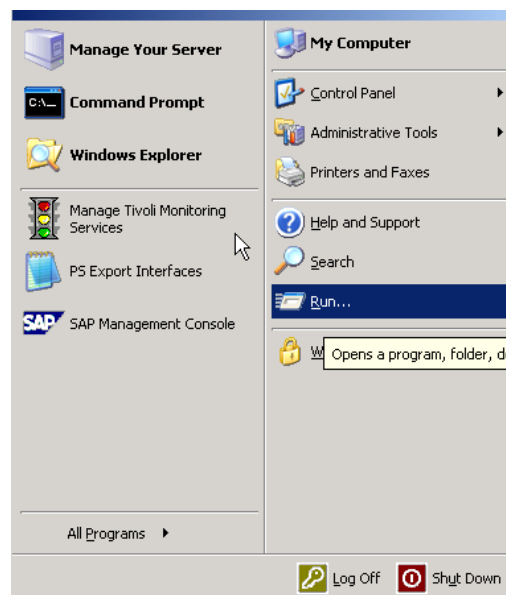 Manage Your Server
C:\_
Command Prompt
Windows Explorer
Manage Tivoli Monitoring
Services
PS Export Interfaces
SAP
SAP Management Console
All Programs
My Computer
Control Panel
Administrative Tools
Printers and Faxes
Help and Support
Search
Run...
W
Opens a program, folder, d
Log Off
Shut Down